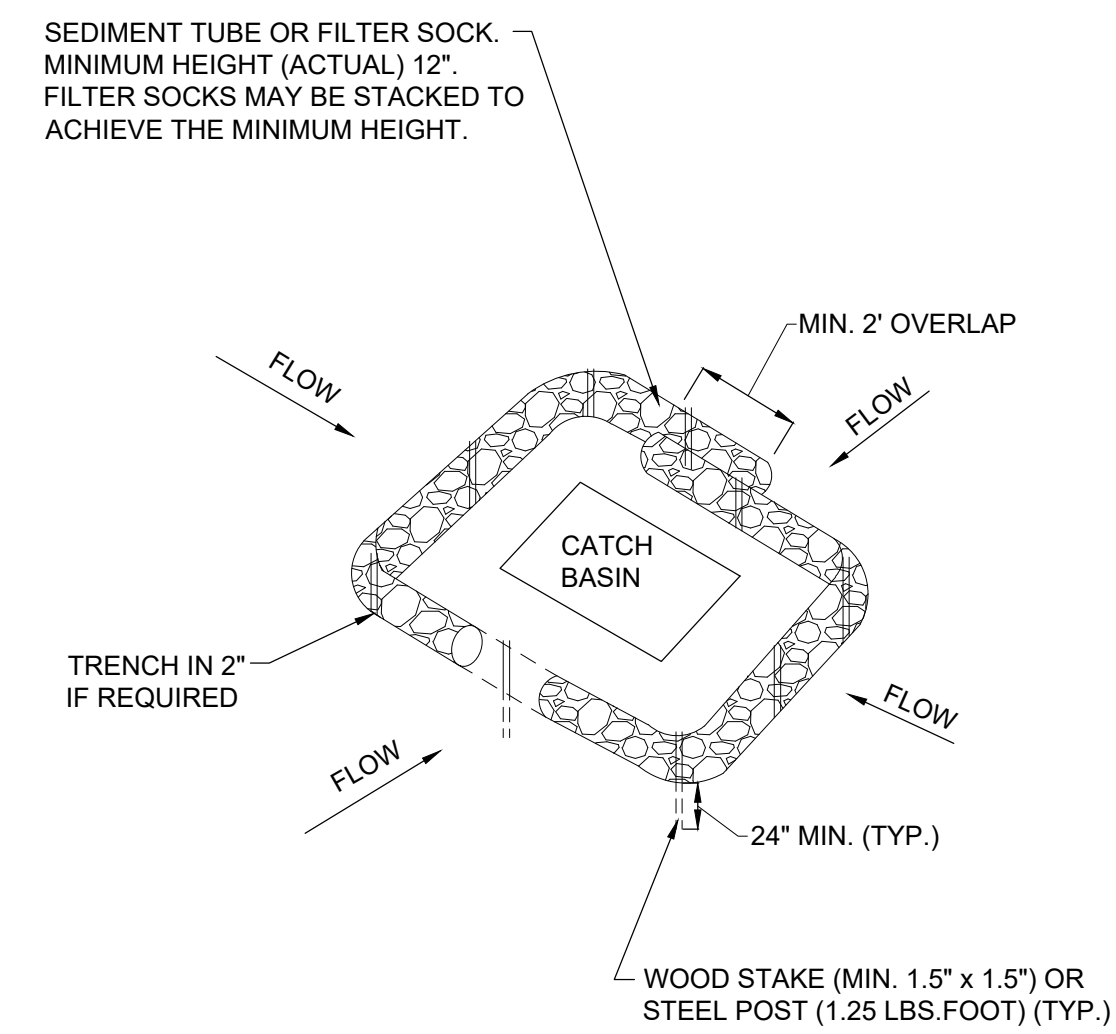 SEDIMENT TUBE OR FILTER SOCK.
MINIMUM HEIGHT (ACTUAL) 12".
FILTER SOCKS MAY BE STACKED TO
ACHIEVE THE MINIMUM HEIGHT.
MIN. 2' OVERLAP
FLOW
FLOW
CATCH
BASIN
TRENCH IN 2"
IF REQUIRED
FLOW
FLOW
24" MIN. (TYP.)
WOOD STAKE (MIN. 1.5" x 1.5") OR
STEEL POST (1.25 LBS.FOOT) (TYP.)